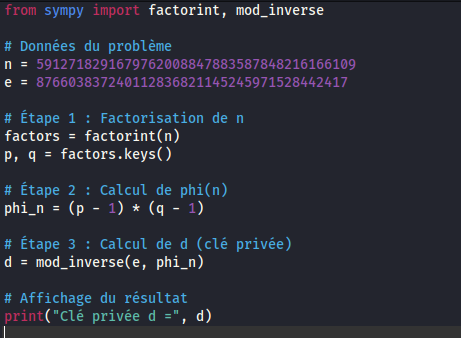 from sympy import factorint, mod_inverse
# Données du problème
n = 591271829167976200884788358784821616610​9
e = 876603837240112836821145245971528442417
# Étape 1 : Factorisation de n
factors = factorint(n)
p, q = factors.keys()
# Étape 2 : Calcul de phi(n)
phi_n = (p - 1) * (q - 1)
# Étape 3 : Calcul de d (clé privée)
d = mod_inverse(e, phi_n)
# Affichage du résultat
print("Clé privée d =", d)